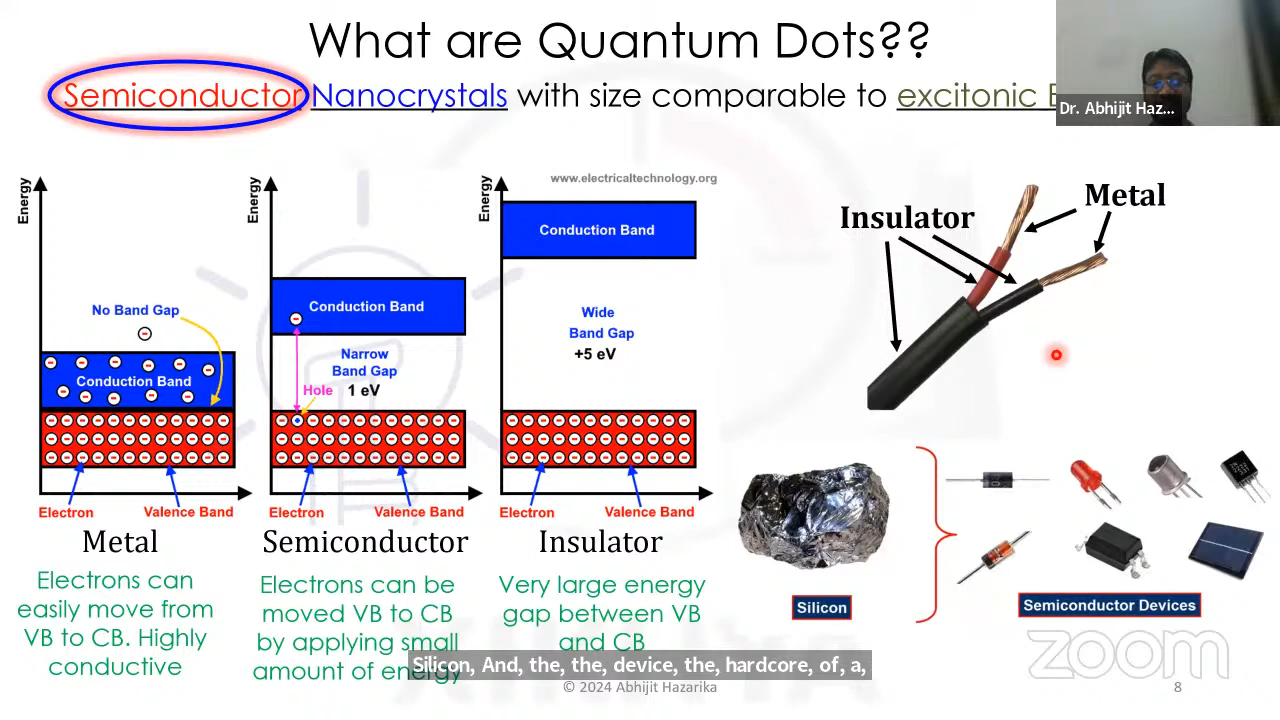 What are Quantum Dots??
Semiconductor Nanocrystals with size comparable to excitonic
Dr. Abhijit Haz...
www.electricaltechnology.org
Energy
No Band Gap
Conduction Band
Electron
Valence Band
Metal
Electrons can
easily move from
VB to CB. Highly
conductive
Energy
Conduction Band
Narrow
Band Gap
Hole 1 eV
Electron
Valence Band
Semiconductor
Electrons can be
moved VB to CB
by applying small
amount of energy
Energy
Conduction Band
Wide
Band Gap
+5 eV
Electron
Valence Band
Insulator
Very large energy
gap between VB
and CB
Insulator
Metal
Silicon
Semiconductor Devices
Silicon, And, the, the, device, the, hardcore, of, a,
© 2024 Abhijit Hazarika
8
zoom